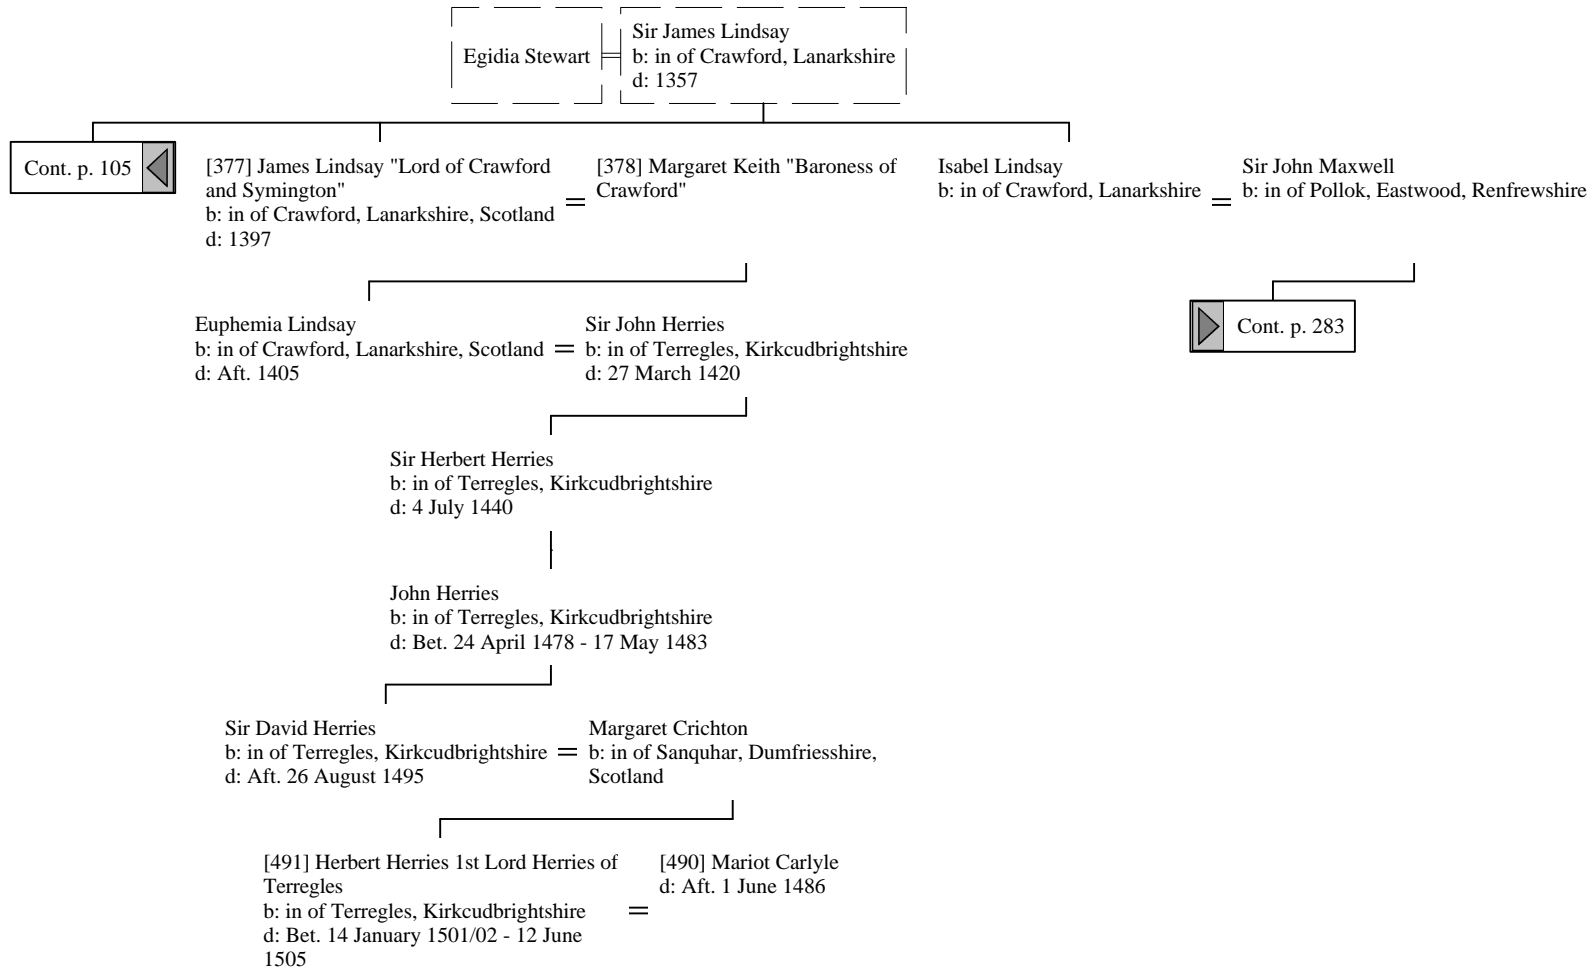 Egidia Stewart
Sir James Lindsay
b: in of Crawford, Lanarkshire
d: 1357
Cont. p. 105
[377] James Lindsay "Lord of Crawford
and Symington"
b: in of Crawford, Lanarkshire, Scotland
d: 1397
[378] Margaret Keith "Baroness of
Crawford"
Isabel Lindsay
b: in of Crawford, Lanarkshire
Sir John Maxwell
b: in of Pollok, Eastwood, Renfrewshire
Euphemia Lindsay
b: in of Crawford, Lanarkshire, Scotland
d: Aft. 1405
Sir John Herries
b: in of Terregles, Kirkcudbrightshire
d: 27 March 1420
Cont. p. 283
Sir Herbert Herries
b: in of Terregles, Kirkcudbrightshire
d: 4 July 1440
John Herries
b: in of Terregles, Kirkcudbrightshire
d: Bet. 24 April 1478 - 17 May 1483
Sir David Herries
b: in of Terregles, Kirkcudbrightshire
d: Aft. 26 August 1495
Margaret Crichton
b: in of Sanquhar, Dumfriesshire,
Scotland
[491] Herbert Herries 1st Lord Herries of
Terregles
b: in of Terregles, Kirkcudbrightshire
d: Bet. 14 January 1501/02 - 12 June
1505
[490] Mariot Carlyle
d: Aft. 1 June 1486